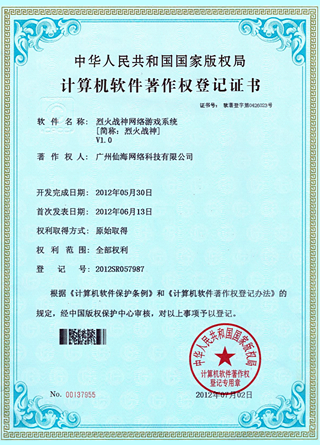 中华人民共和国国家版权局
计算机软件著作权登记证书
证书号： 软著登字第0426023号
软件名称： 烈火战神网络游戏系统
[简称：烈火战神]
V1.0
著作权人： 广州仙海网络科技有限公司
开发完成日期： 2012年05月30日
首次发表日期： 2012年06月13日
权利取得方式： 原始取得
权利范围： 全部权利
登记号： 2012SR057987
根据《计算机软件保护条例》和《计算机软件著作权登记办法》的
规定，经中国版权保护中心审核，对以上事项予以登记。
中华人民共和国国家版权局
计算机软件著作权
登记专用章
No. 00137955
2012年07月02日